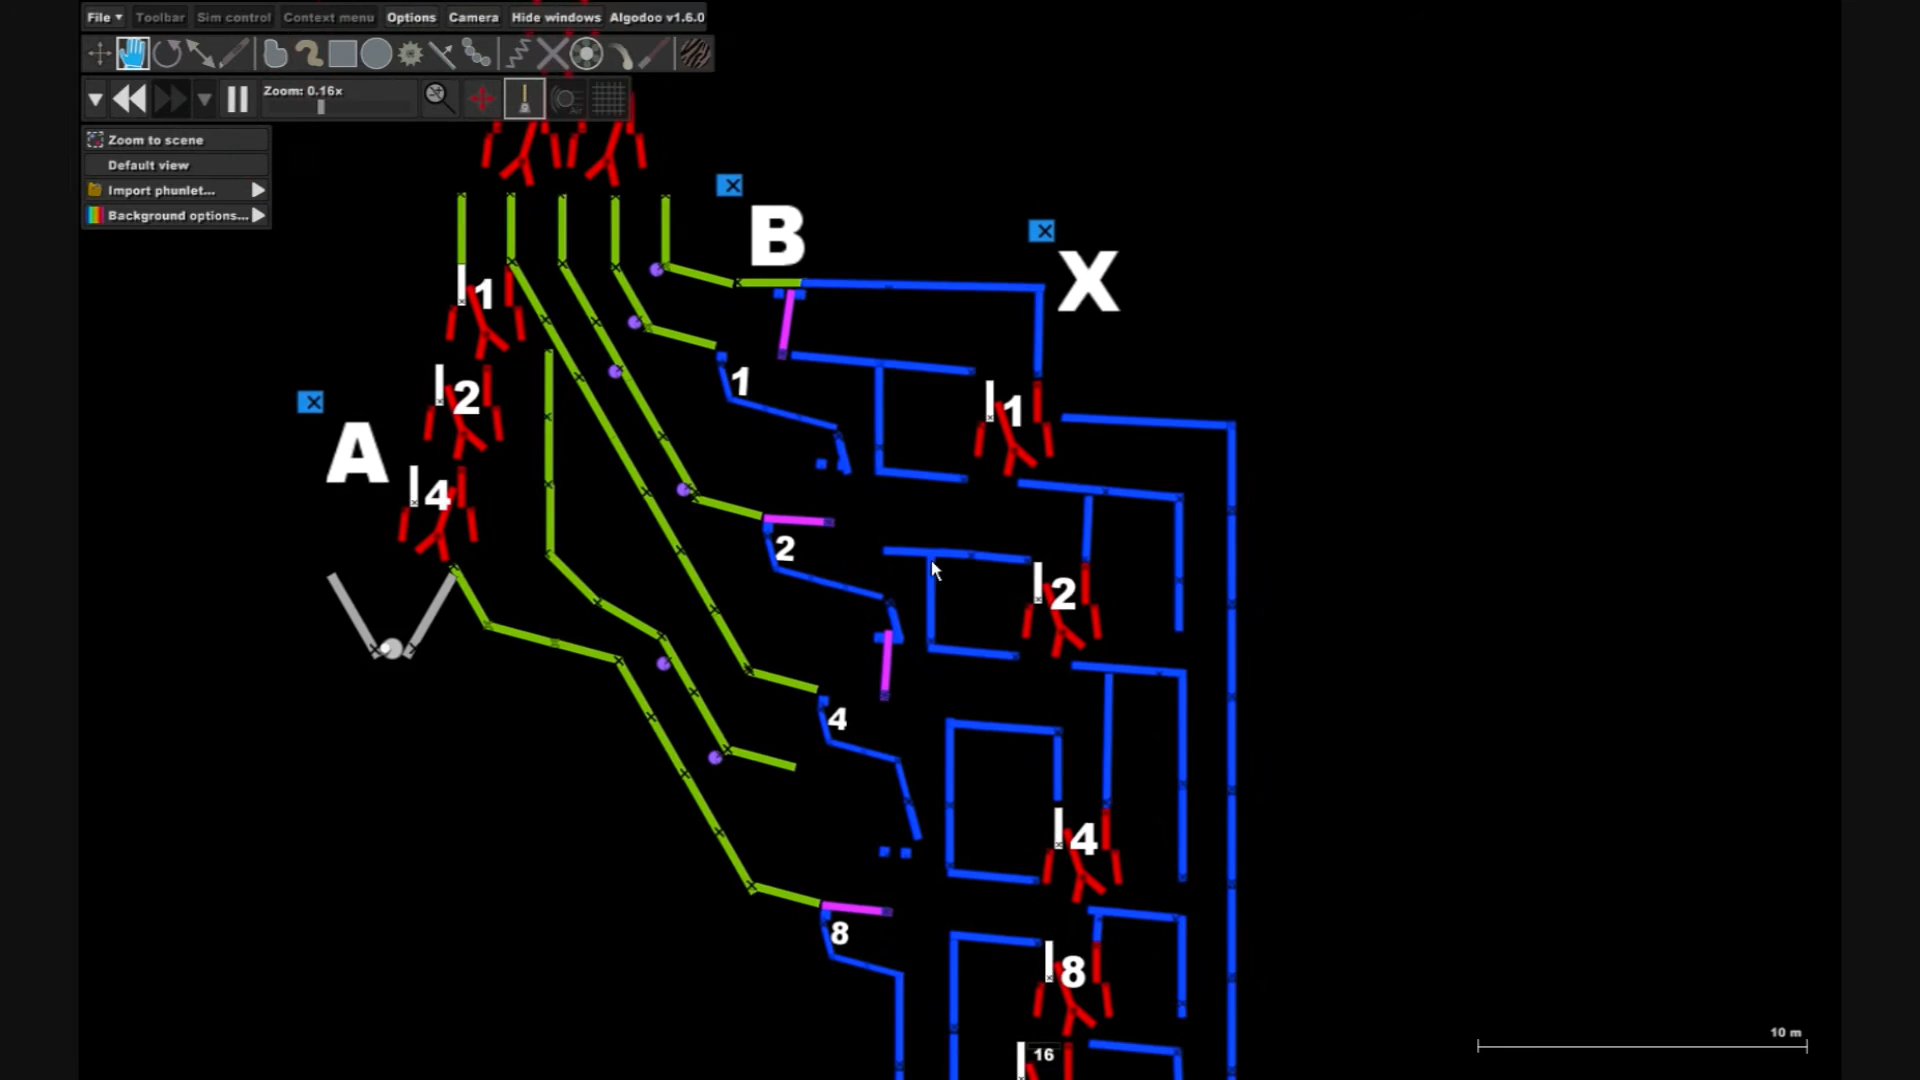 File Toolbar Sim control Context menu Options Camera Hide windows Algodoo v1.6.0
Zoom: 0.16x
Zoom to scene
Default view
Import phunlet...
Background options...
B
X
1
1
2
1
A
4
2
2
4
4
8
8
16
10 m